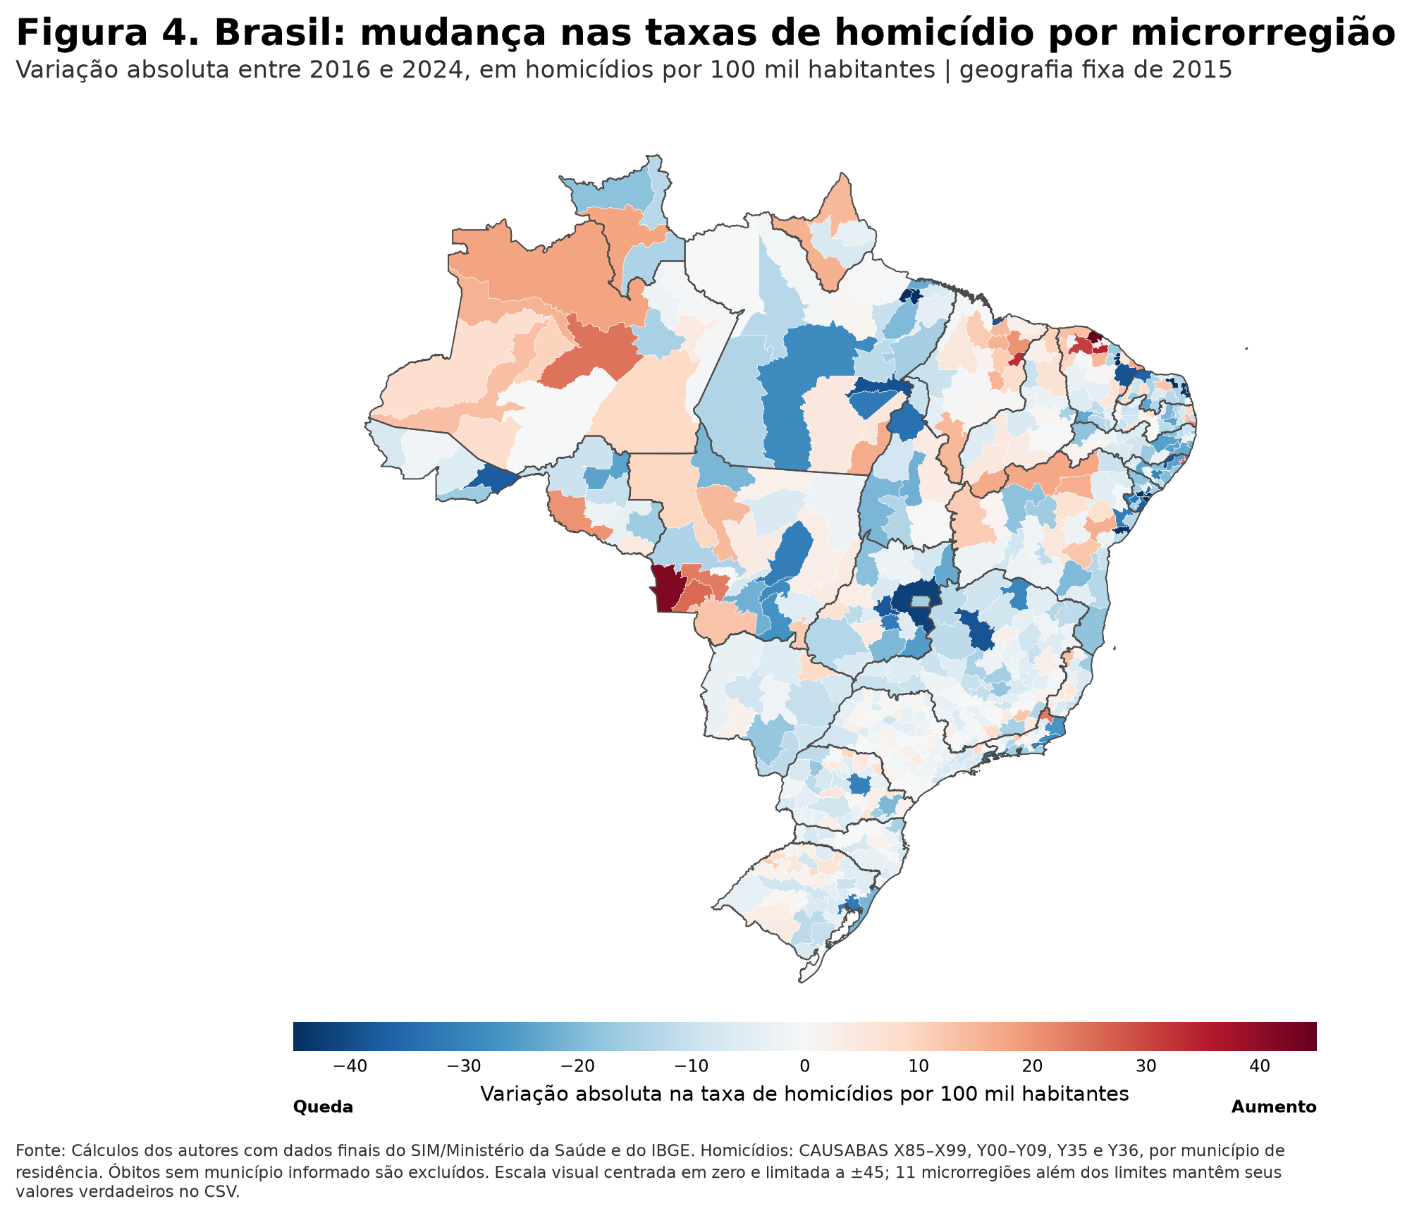 Figura 4. Brasil: mudança nas taxas de homicídio por microrregião
Variação absoluta entre 2016 e 2024, em homicídios por 100 mil habitantes | geografia fixa de 2015
−40 −30 −20 −10 0 10 20 30 40
Variação absoluta na taxa de homicídios por 100 mil habitantes
Queda Aumento
Fonte: Cálculos dos autores com dados finais do SIM/Ministério da Saúde e do IBGE. Homicídios: CAUSABAS X85–X99, Y00–Y09, Y35 e Y36, por município de
residência. Óbitos sem município informado são excluídos. Escala visual centrada em zero e limitada a ±45; 11 microrregiões além dos limites mantêm seus
valores verdadeiros no CSV.